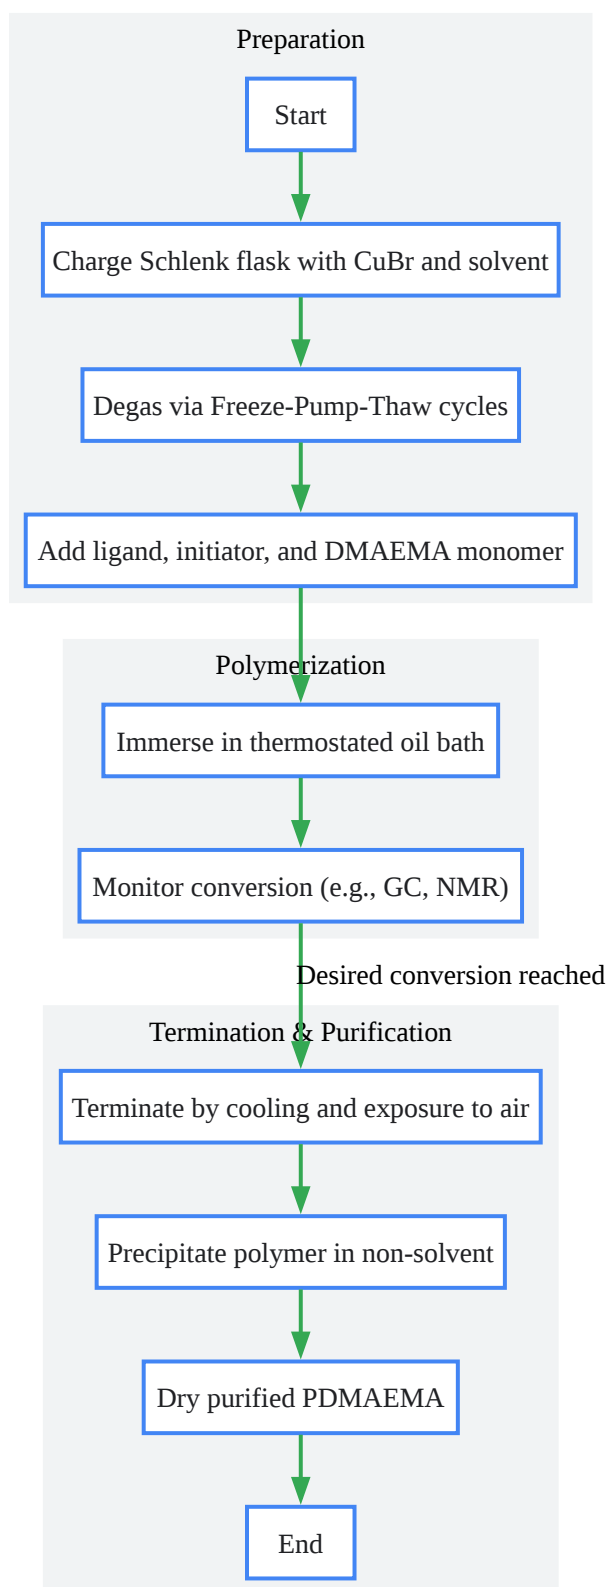 Preparation
Start
Charge Schlenk flask with CuBr and solvent
Degas via Freeze-Pump-Thaw cycles
Add ligand, initiator, and DMAEMA monomer
Polymerization
Immerse in thermostated oil bath
Monitor conversion (e.g., GC, NMR)
Desired conversion reached
Termination & Purification
Terminate by cooling and exposure to air
Precipitate polymer in non-solvent
Dry purified PDMAEMA
End